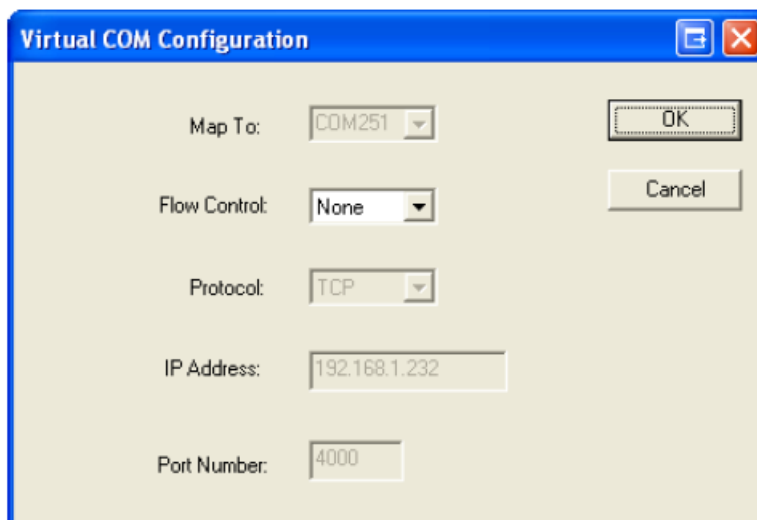 Virtual COM Configuration
Map To: COM251 OK
Flow Control: None Cancel
Protocol: TCP
IP Address: 192.168.1.232
Port Number: 4000